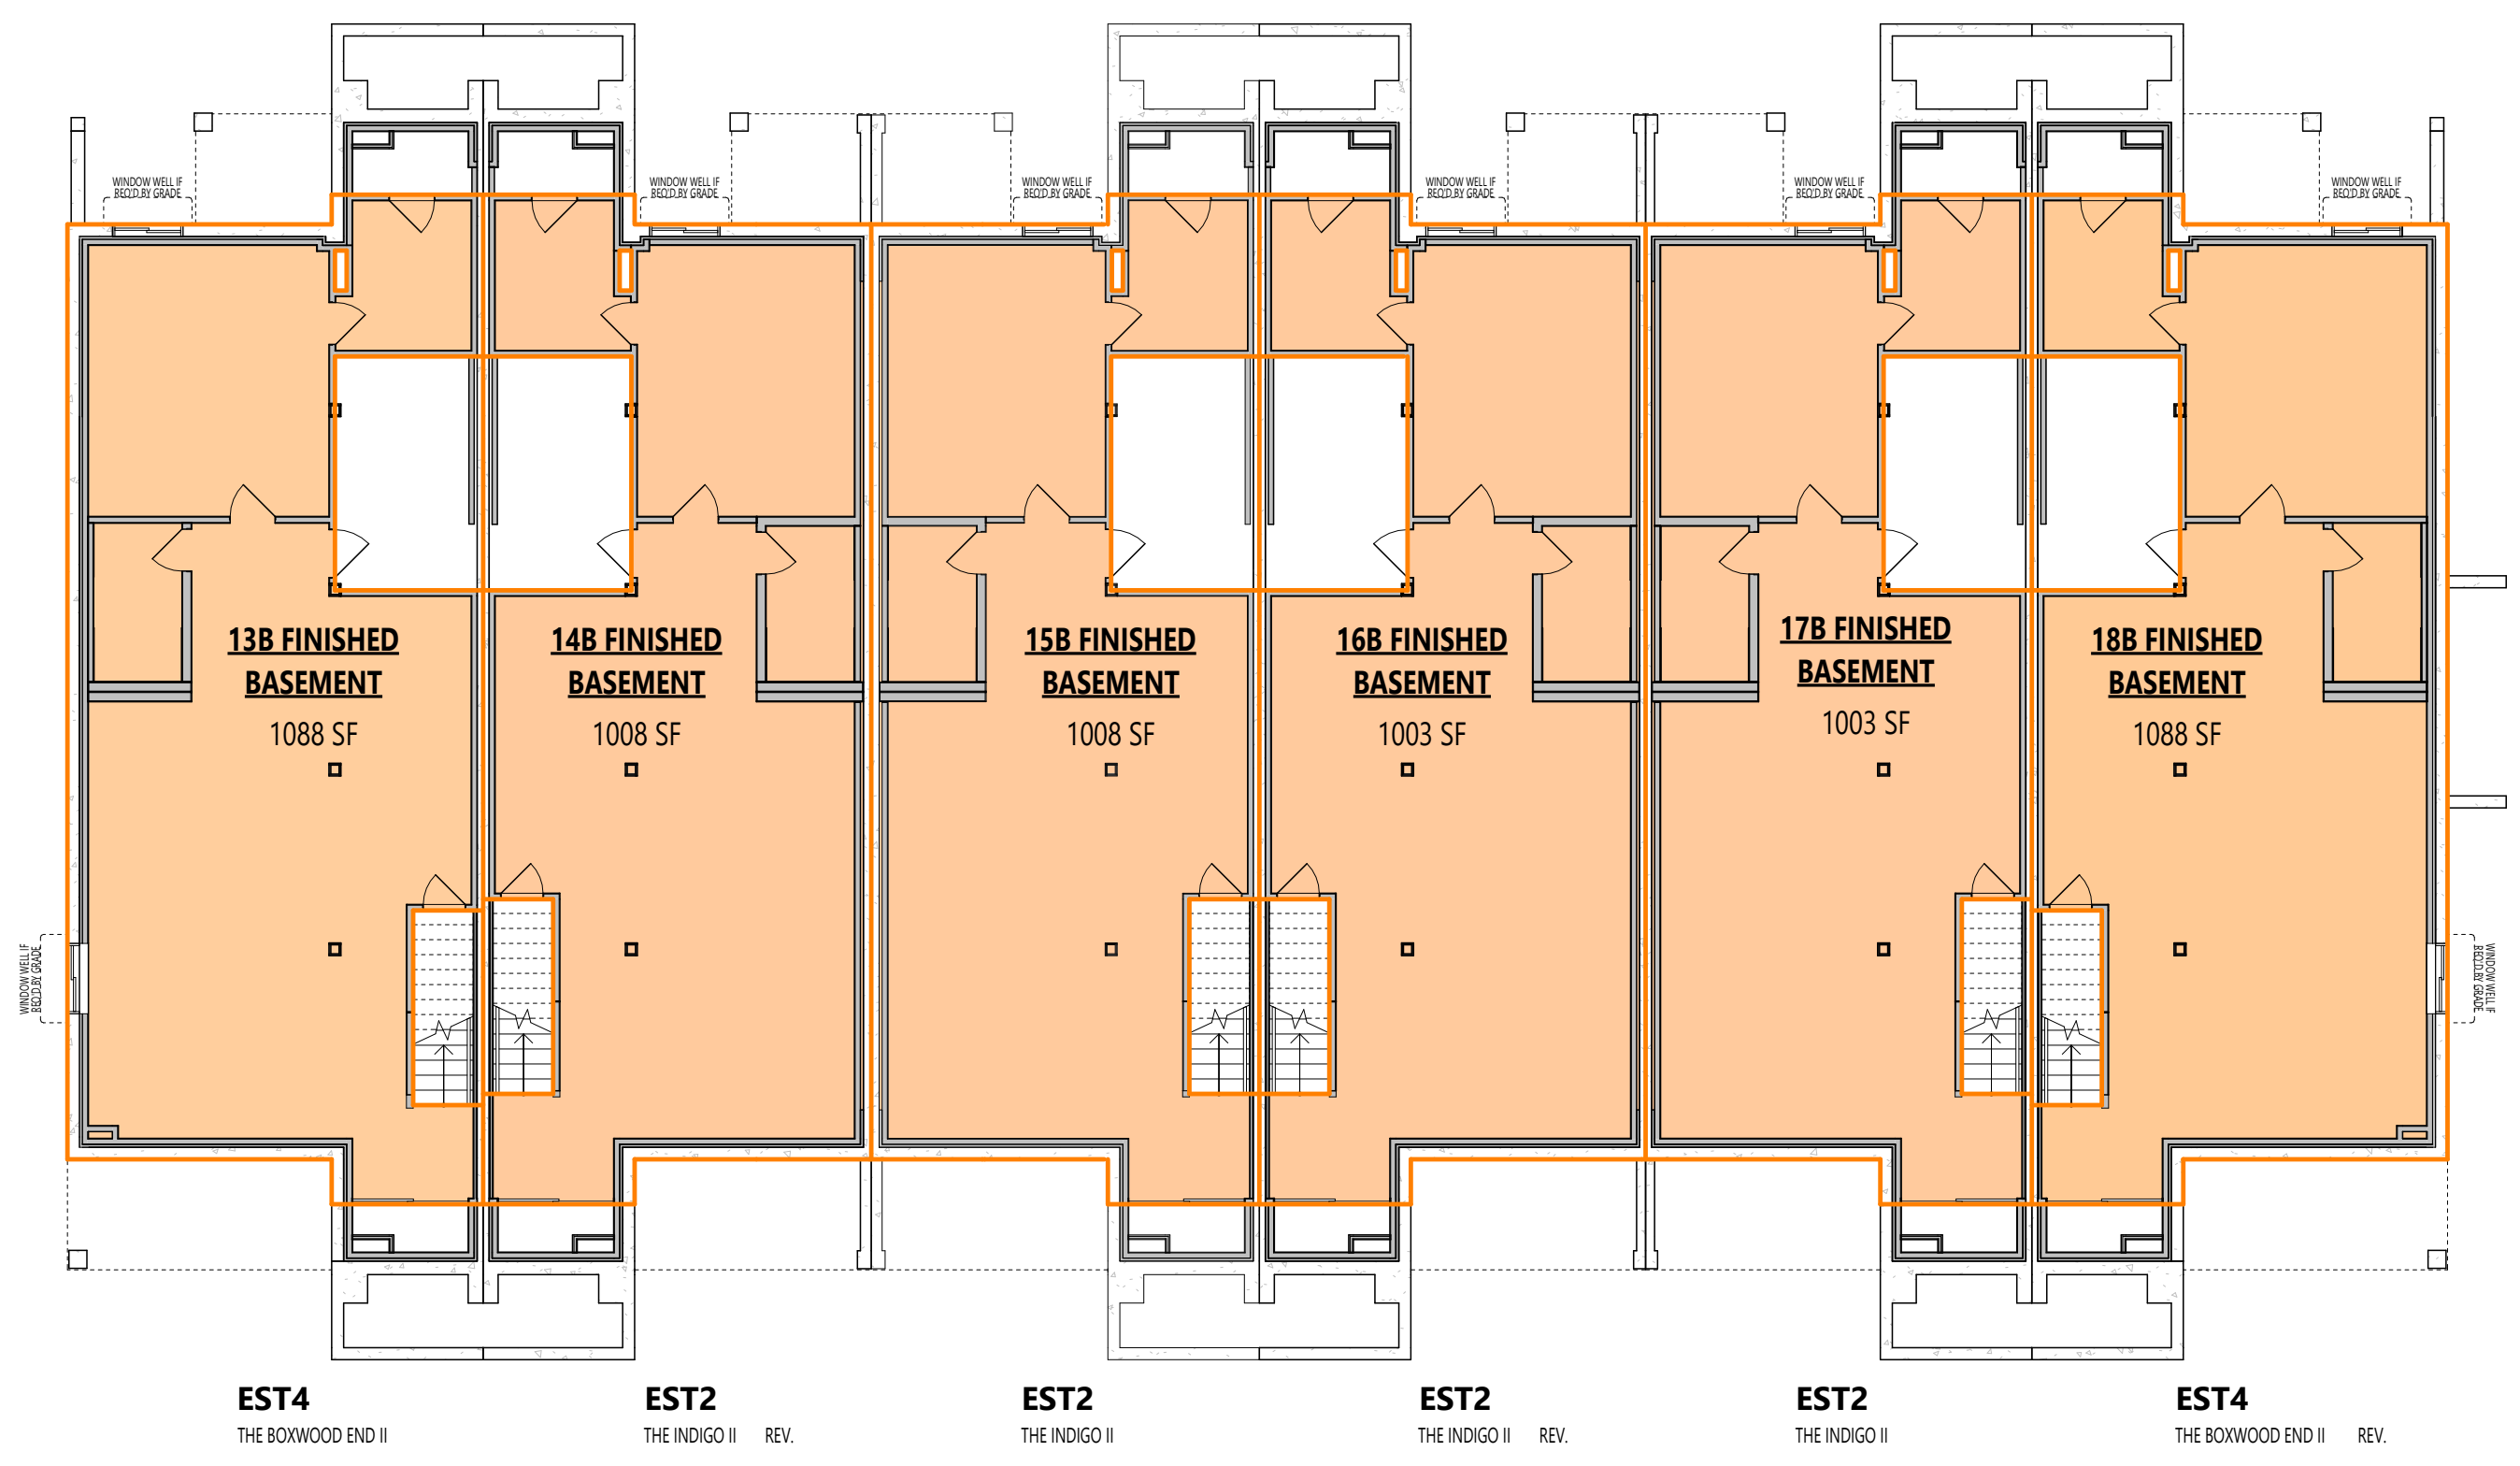 WINDOW WELL IF
REQ'D BY GRADE
WINDOW WELL IF
REQ'D BY GRADE
WINDOW WELL IF
REQ'D BY GRADE
WINDOW WELL IF
REQ'D BY GRADE
WINDOW WELL IF
REQ'D BY GRADE
WINDOW WELL IF
REQ'D BY GRADE
13B FINISHED
BASEMENT
1088 SF
14B FINISHED
BASEMENT
1008 SF
15B FINISHED
BASEMENT
1008 SF
16B FINISHED
BASEMENT
1003 SF
17B FINISHED
BASEMENT
1003 SF
18B FINISHED
BASEMENT
1088 SF
WINDOW WELL IF
REQ'D BY GRADE
WINDOW WELL IF
REQ'D BY GRADE
EST4
THE BOXWOOD END II
EST2
THE INDIGO II REV.
EST2
THE INDIGO II
EST2
THE INDIGO II REV.
EST2
THE INDIGO II
EST4
THE BOXWOOD END II REV.